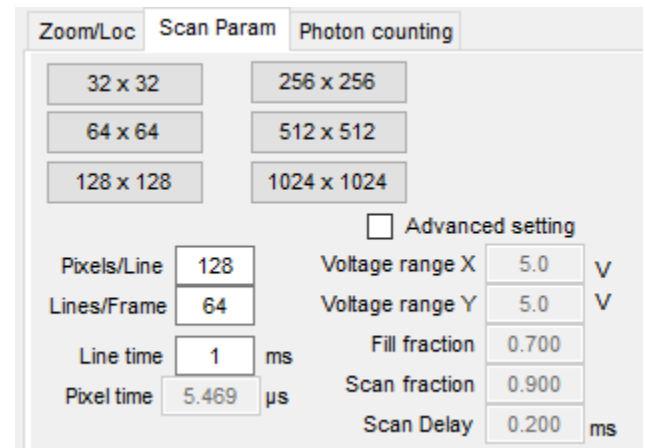 Zoom/Loc Scan Param Photon counting
32 x 32 256 x 256
64 x 64 512 x 512
128 x 128 1024 x 1024
Advanced setting
Pixels/Line 128 Voltage range X 5.0 V
Lines/Frame 64 Voltage range Y 5.0 V
Line time 1 ms Fill fraction 0.700
Pixel time 5.469 µs Scan fraction 0.900
Scan Delay 0.200 ms